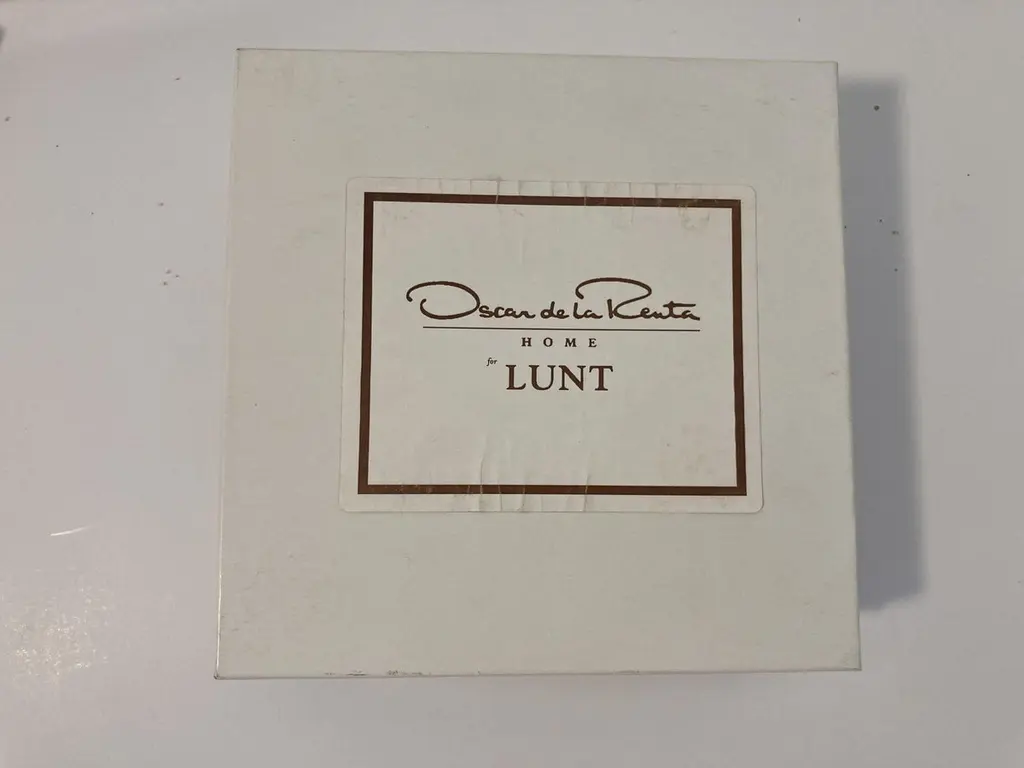 Oscar de la Renta
HOME
for
LUNT